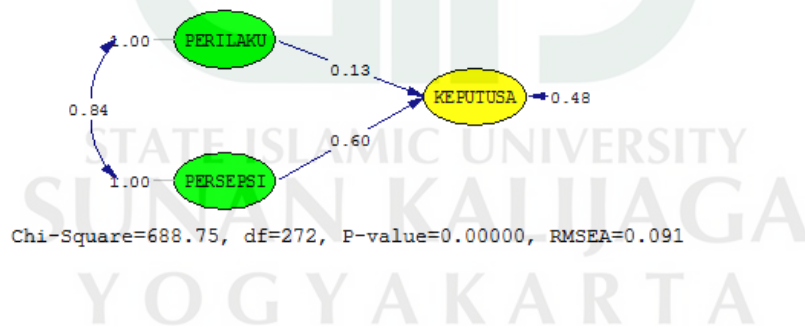 1.00
PERILAKU
0.13
KEPUTUSA
0.48
0.84
0.60
STATE ISLAMIC UNIVERSITY
1.00
PERSEPSI
SUNAN KALIJAGA
Chi-Square=688.75, df=272, P-value=0.00000, RMSEA=0.091
YOGYAKARTA